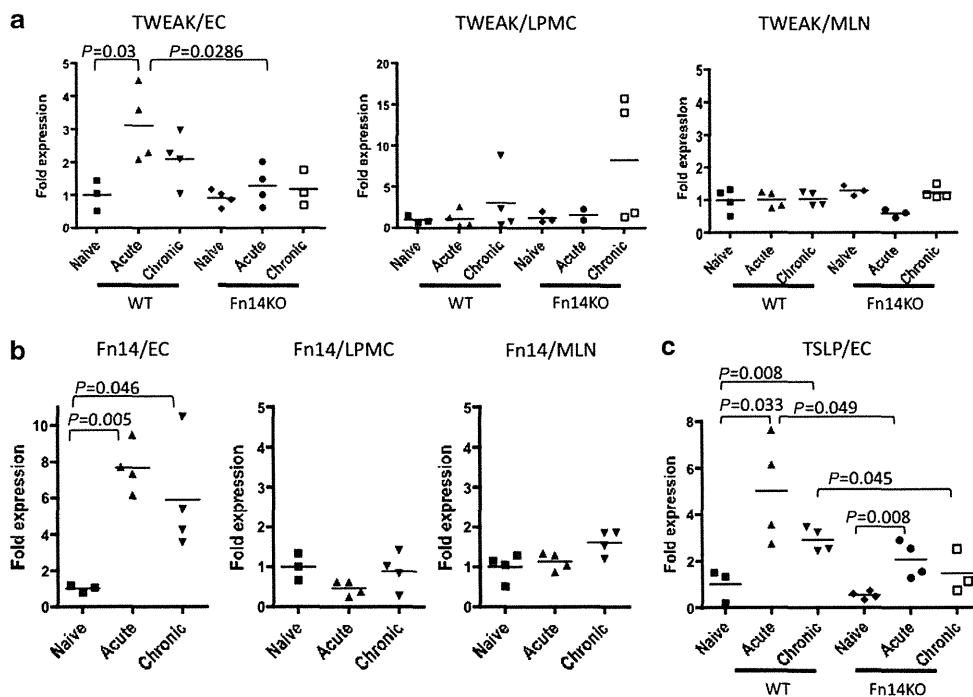 a
TWEAK/EC
TWEAK/LPMC
TWEAK/MLN
P=0.03
P=0.0286
Fold expression
5
4
3
2
1
0
Naive
Acute
Chronic
Naive
Acute
Chronic
WT
Fn14KO
Fold expression
25
20
15
10
5
0
Naive
Acute
Chronic
Naive
Acute
Chronic
WT
Fn14KO
Fold expression
5
4
3
2
1
0
Naive
Acute
Chronic
Naive
Acute
Chronic
WT
Fn14KO
b
Fn14/EC
Fn14/LPMC
Fn14/MLN
P=0.046
P=0.005
Fold expression
10
8
6
4
2
0
Naive
Acute
Chronic
Fold expression
5
4
3
2
1
0
Naive
Acute
Chronic
Fold expression
5
4
3
2
1
0
Naive
Acute
Chronic
c
TSLP/EC
P=0.008
P=0.033
P=0.049
P=0.045
P=0.008
Fold expression
8
6
4
2
0
Naive
Acute
Chronic
Naive
Acute
Chronic
WT
Fn14KO